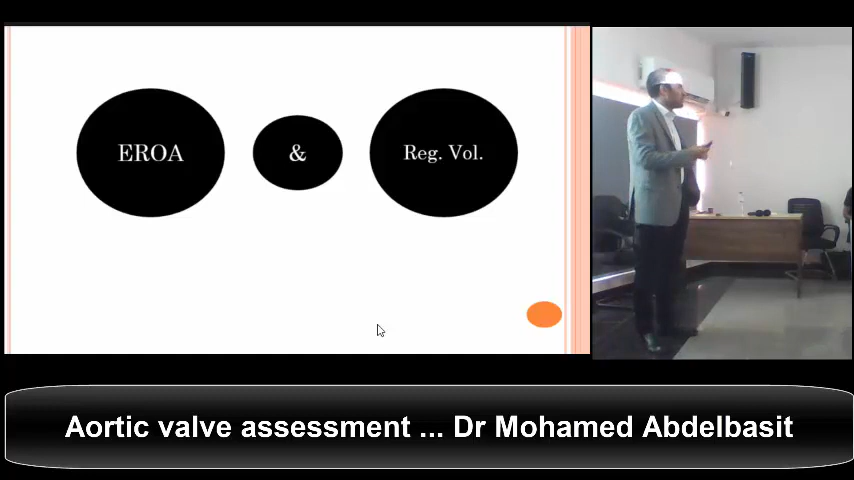 EROA
&
Reg. Vol.
Aortic valve assessment ... Dr Mohamed Abdelbasit